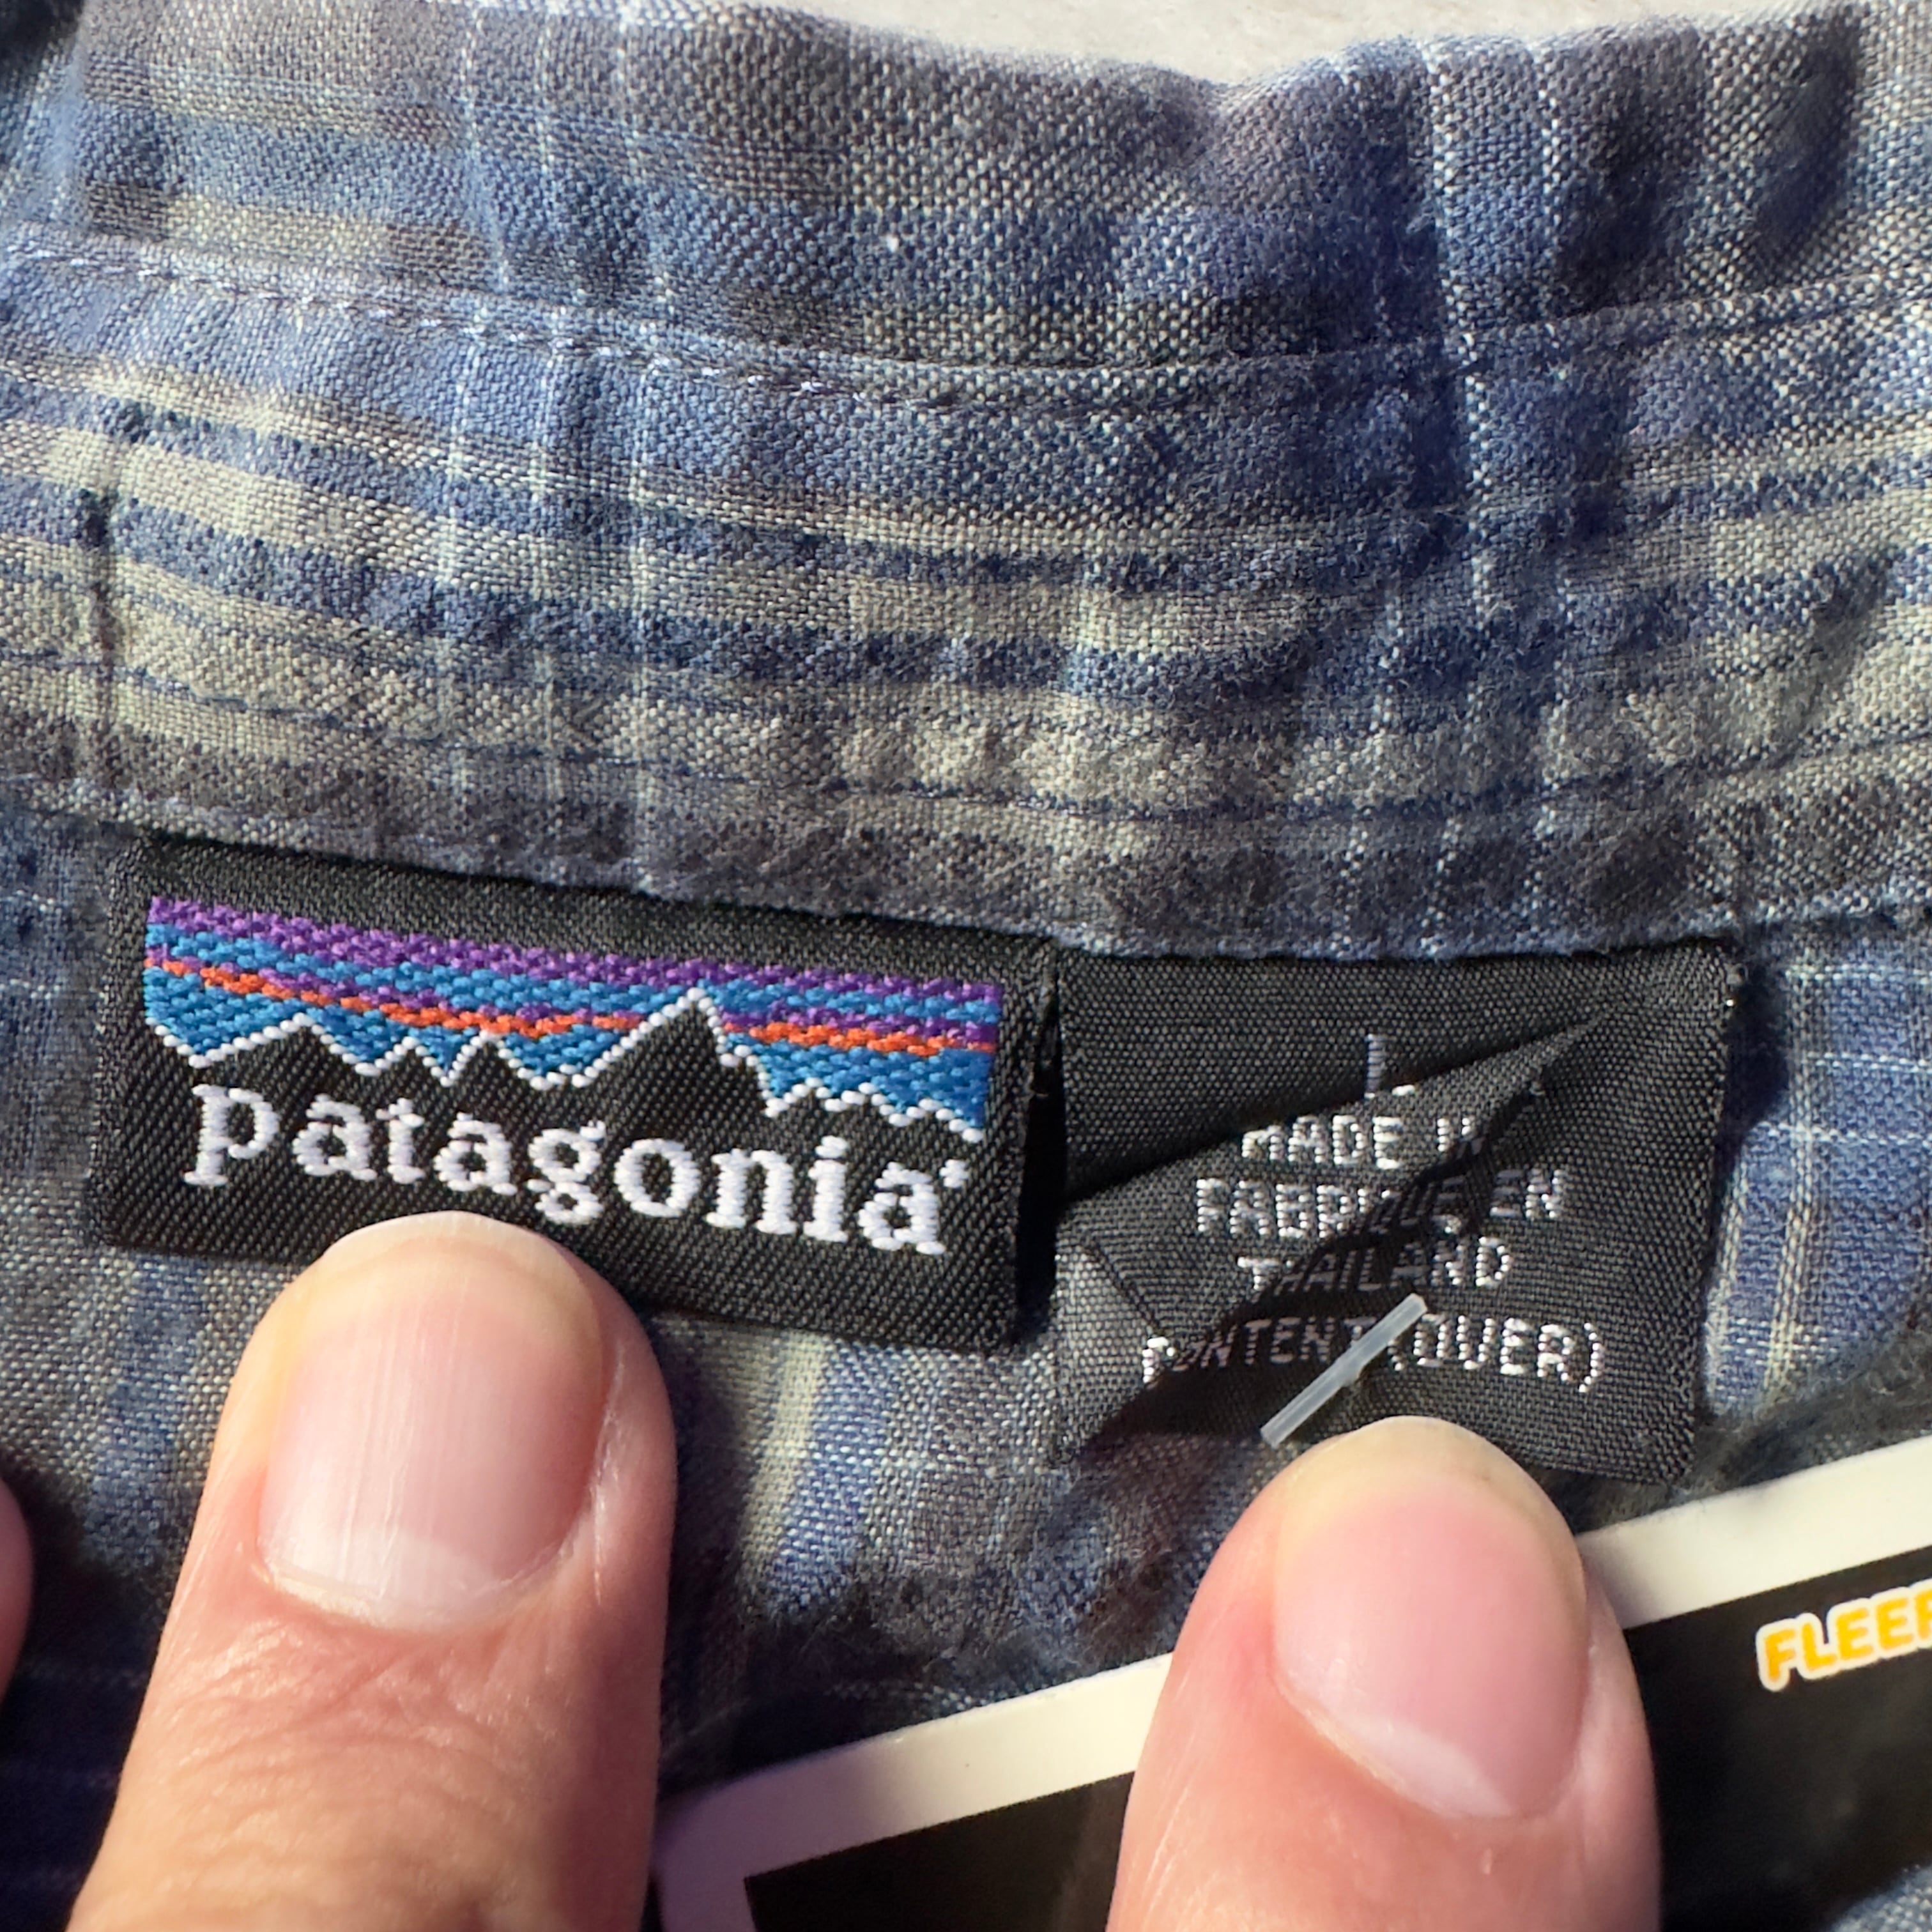 patagonia
L
MADE IN
FABRIQUE EN
THAILAND
CONTENT (OVER)